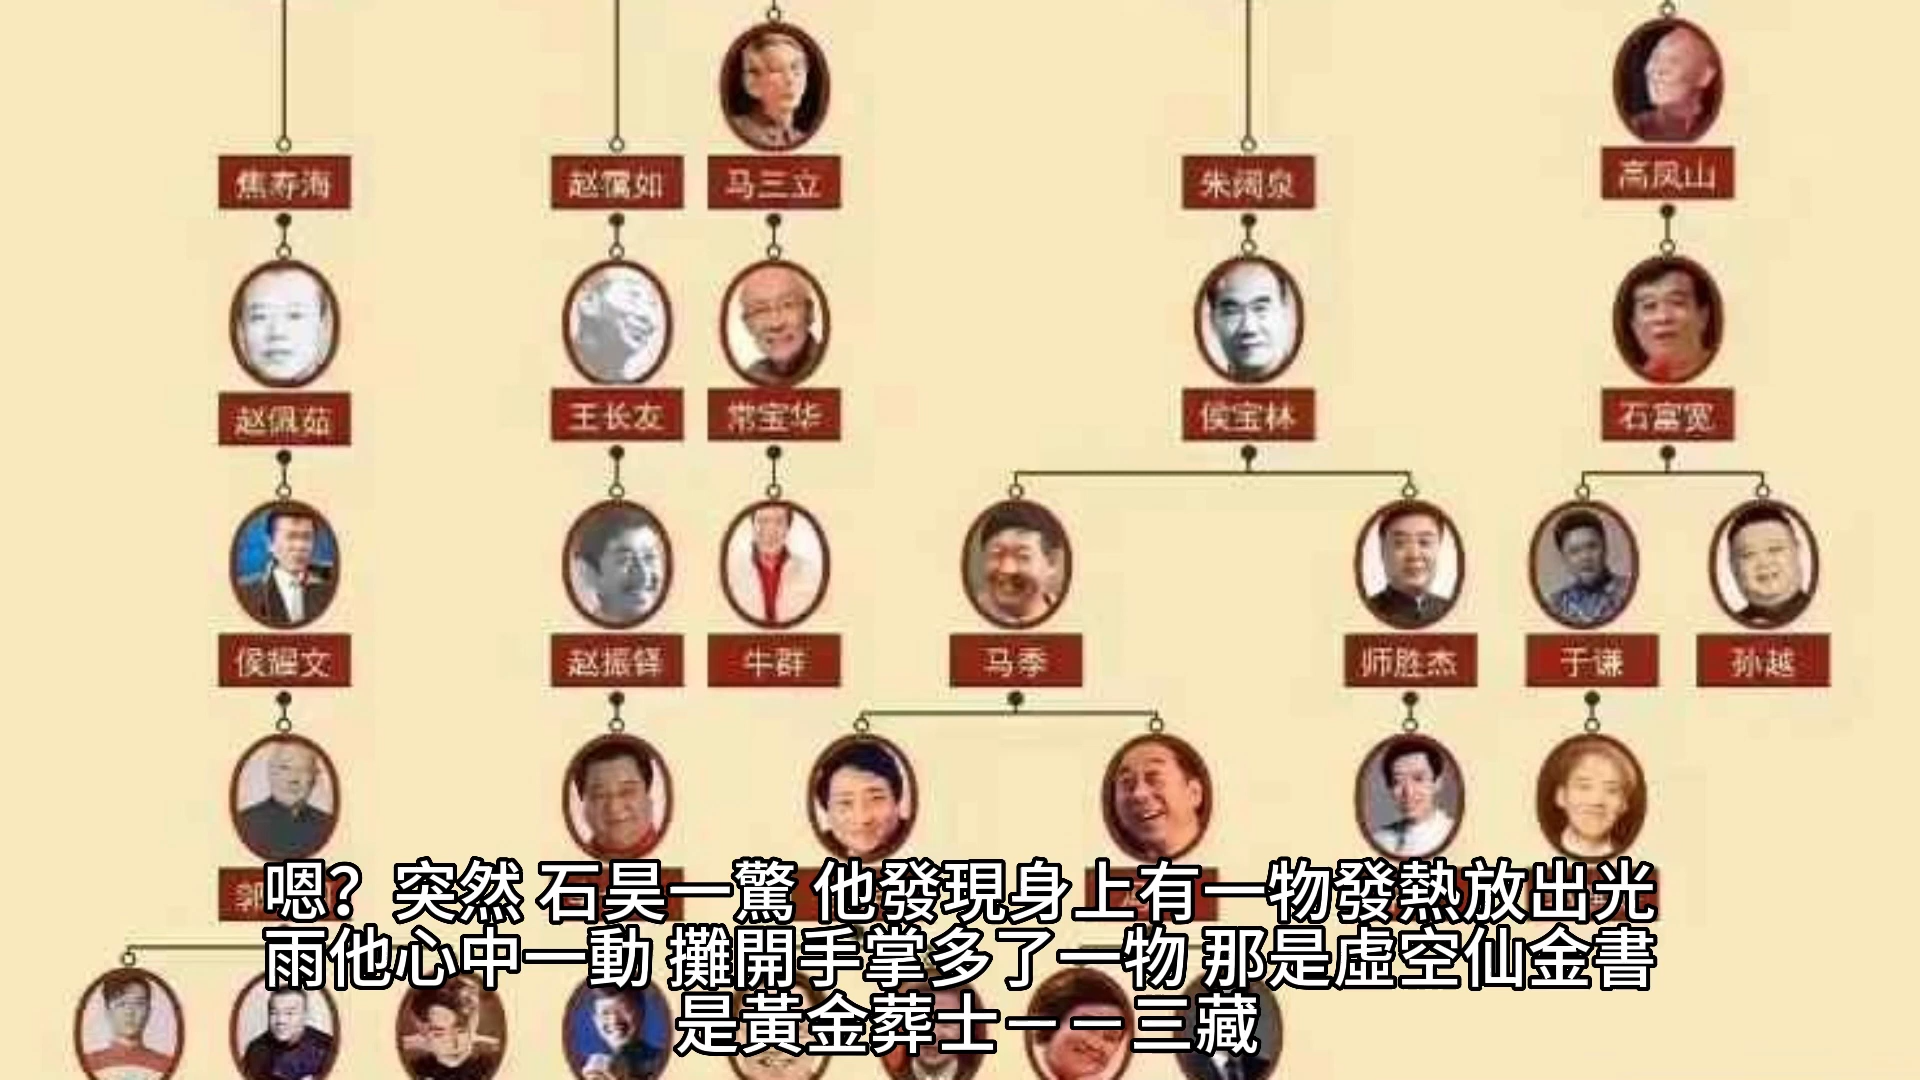 焦寿海
赵霭如
马三立
朱阔泉
高凤山
赵佩茹
王长友
常宝华
侯宝林
石富宽
侯耀文
赵振铎
牛群
马季
师胜杰
于谦
孙越
郭
嗯？突然 石昊一驚 他發現身上有一物發熱放出光
雨他心中一動 攤開手掌多了一物 那是虛空仙金書
是黃金葬士－－三藏